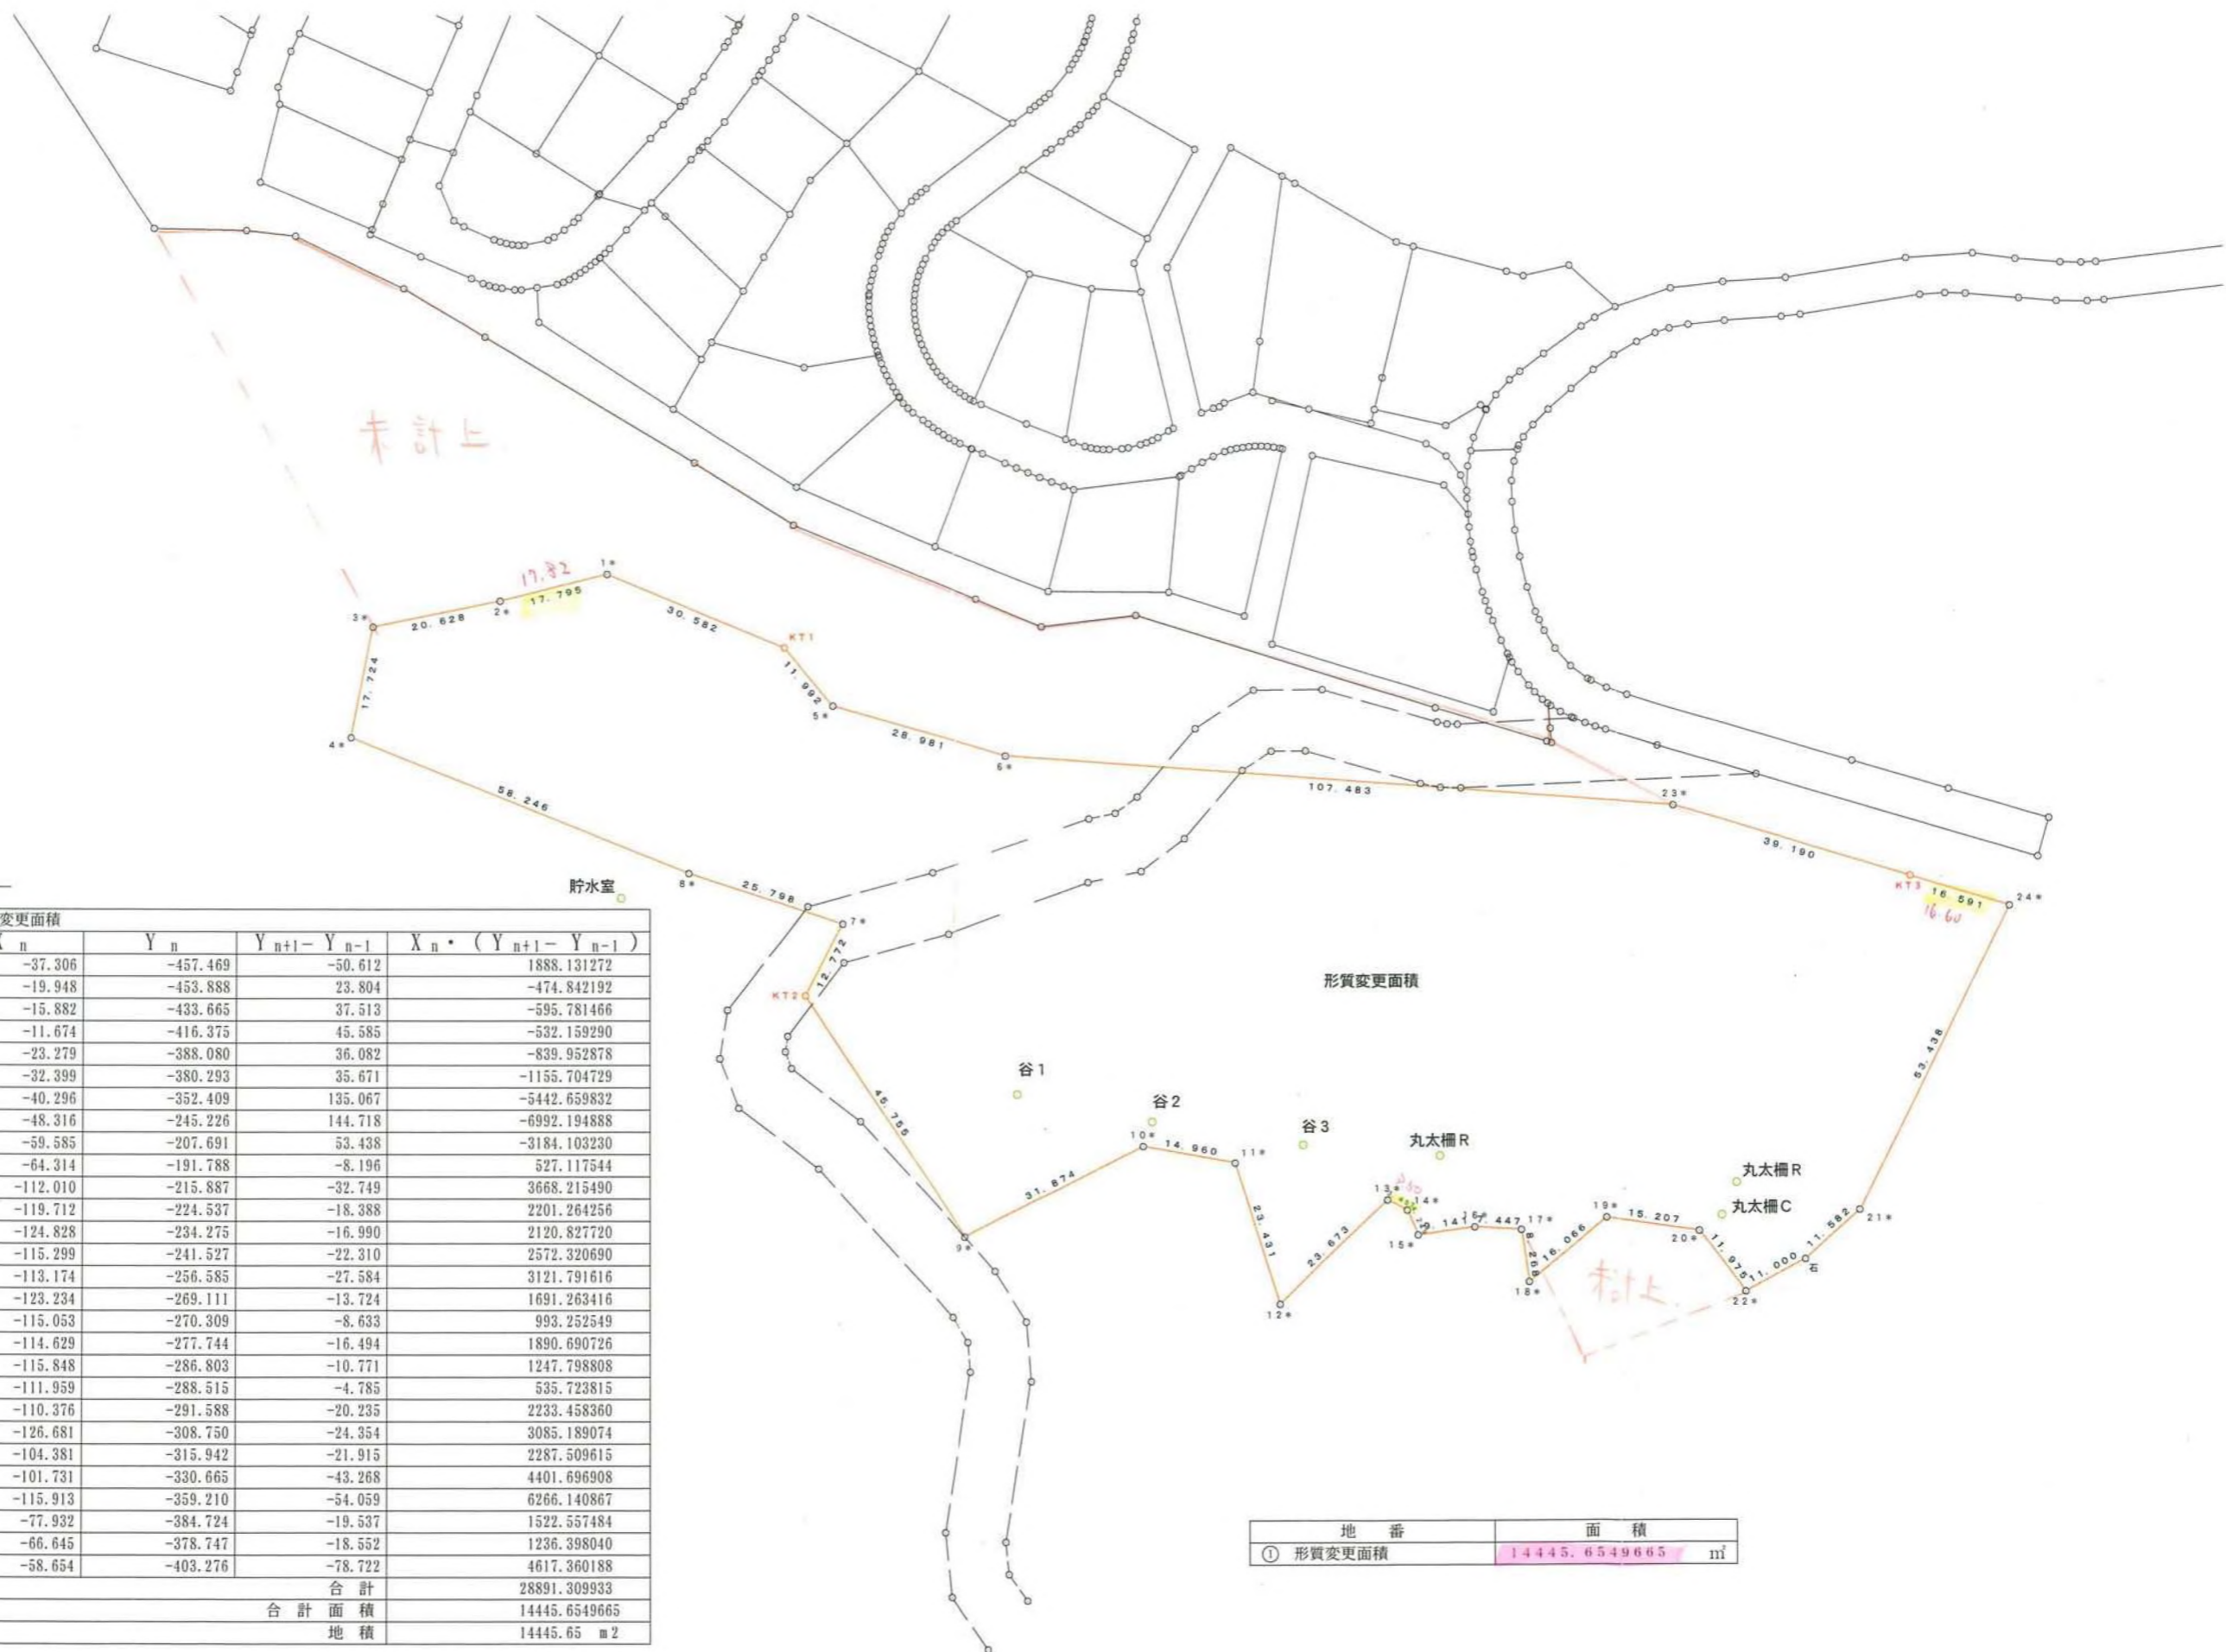 未計上
17.82
1*
2*
17.795
3*
20.628
30.582
KT1
17.724
11.992
5*
4*
28.981
6*
58.246
107.483
23*
39.190
貯水室
8*
25.798
7*
KT3
16.591
24*
16.60
12.772
KT2
形質変更面積
53.438
45.755
谷1
谷2
谷3
丸太柵R
10*
14.960
11*
31.874
丸太柵R
丸太柵C
13*
14*
9.141
16*
7.447
17*
19*
15.207
11.582
21*
9*
23.431
23.673
15*
8.268
16.066
20*
11.975
11.000
石
18*
22*
12*
未計上
変更面積
X n Y n Y n+1− Y n-1 X n・( Y n+1− Y n-1 )
-37.306 -457.469 -50.612 1888.131272
-19.948 -453.888 23.804 -474.842192
-15.882 -433.665 37.513 -595.781466
-11.674 -416.375 45.585 -532.159290
-23.279 -388.080 36.082 -839.952878
-32.399 -380.293 35.671 -1155.704729
-40.296 -352.409 135.067 -5442.659832
-48.316 -245.226 144.718 -6992.194888
-59.585 -207.691 53.438 -3184.103230
-64.314 -191.788 -8.196 527.117544
-112.010 -215.887 -32.749 3668.215490
-119.712 -224.537 -18.388 2201.264256
-124.828 -234.275 -16.990 2120.827720
-115.299 -241.527 -22.310 2572.320690
-113.174 -256.585 -27.584 3121.791616
-123.234 -269.111 -13.724 1691.263416
-115.053 -270.309 -8.633 993.252549
-114.629 -277.744 -16.494 1890.690726
-115.848 -286.803 -10.771 1247.798808
-111.959 -288.515 -4.785 535.723815
-110.376 -291.588 -20.235 2233.458360
-126.681 -308.750 -24.354 3085.189074
-104.381 -315.942 -21.915 2287.509615
-101.731 -330.665 -43.268 4401.696908
-115.913 -359.210 -54.059 6266.140867
-77.932 -384.724 -19.537 1522.557484
-66.645 -378.747 -18.552 1236.398040
-58.654 -403.276 -78.722 4617.360188
合計 28891.309933
合計面積 14445.6549665
地積 14445.65 m2
地番 面積
① 形質変更面積 14445.6549665 ㎡